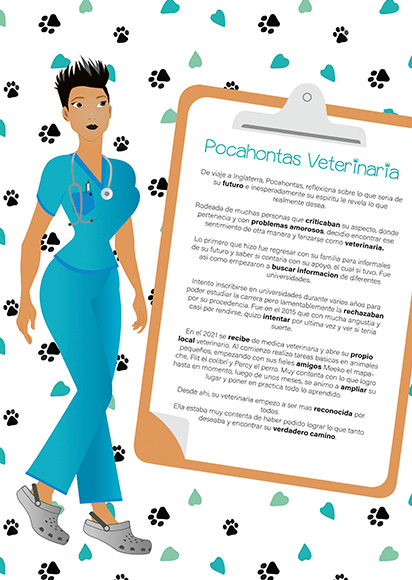 Pocahontas Veterinaria
De viaje a Inglaterra, Pocahontas, reflexiona sobre lo que seria de
su futuro e inesperadamente su espiritu le revela lo que
realmente desea.
Rodeada de muchas personas que criticaban su aspecto, donde
pertenecia y con problemas amorosos, decidio encontrar ese
sentimiento de otra manera y lanzarse como veterinaria.
Lo primero que hizo fue regresar con su familia para informales
de su futuro y saber si contaria con su apoyo, el cual si tuvo. Fue
asi como empezaron a buscar informacion de diferentes
universidades.
Intento inscribirse en universidades durante varios años para
poder estudiar la carrera pero lamentablemente la rechazaban
por su procedencia. Fue en el 2015 que con mucha angustia y
casi por rendirse, quizo intentar por ultima vez y ver si tenia
suerte.
En el 2021 se recibe de medica veterinaria y abre su propio
local veterinario. Al comienzo realizo tareas basicas en animales
pequeños, empezando con sus fieles amigos Meeko el mapa-
che, Flit el colibri y Percy el perro. Muy contenta con lo que logro
hasta en momento, luego de unos meses, se animo a ampliar su
lugar y poner en practica todo lo aprendido.
Desde ahi, su veterinaria empezo a ser mas reconocida por
todos.
Ella estaba muy contenta de haber podido lograr lo que tanto
deseaba y encontrar su verdadero camino.